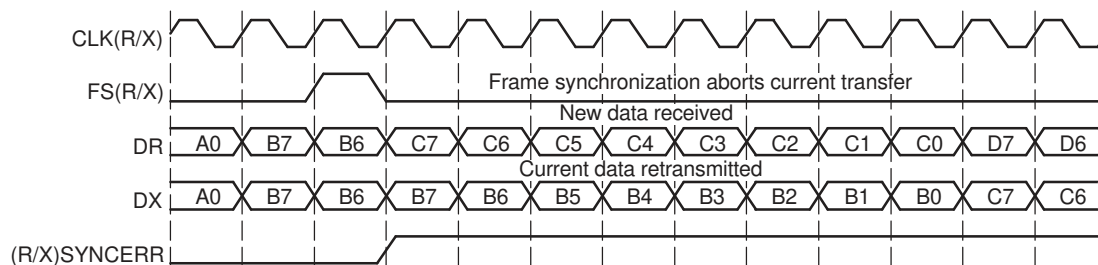 CLK(R/X)
FS(R/X)
Frame synchronization aborts current transfer
New data received
DR A0 B7 B6 C7 C6 C5 C4 C3 C2 C1 C0 D7 D6
Current data retransmitted
DX A0 B7 B6 B7 B6 B5 B4 B3 B2 B1 B0 C7 C6
(R/X)SYNCERR